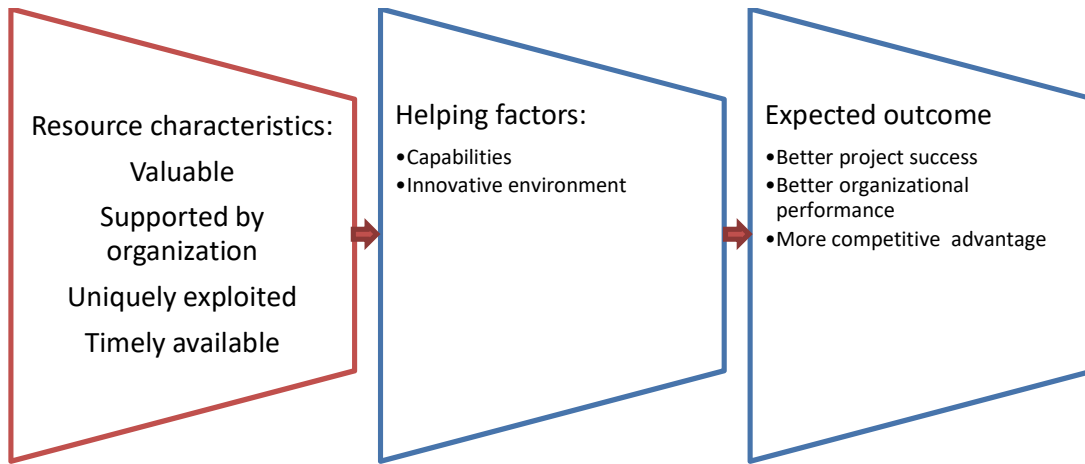 Resource characteristics:
Valuable
Supported by
organization
Uniquely exploited
Timely available
Helping factors:
•Capabilities
•Innovative environment
Expected outcome
•Better project success
•Better organizational
performance
•More competitive advantage